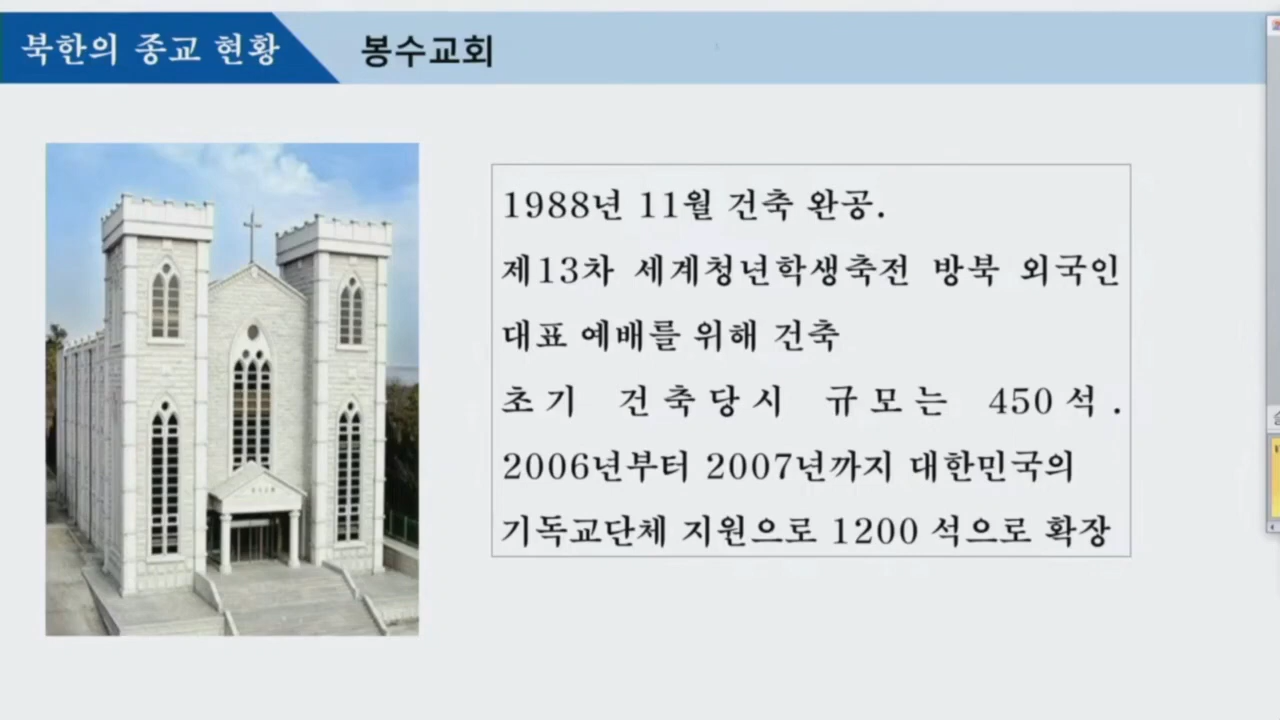 북한의 종교 현황
봉수교회
1988년 11월 건축 완공.
제13차 세계청년학생축전 방북 외국인
대표 예배를 위해 건축
초기 건축당시 규모는 450석.
2006년부터 2007년까지 대한민국의
기독교단체 지원으로 1200 석으로 확장